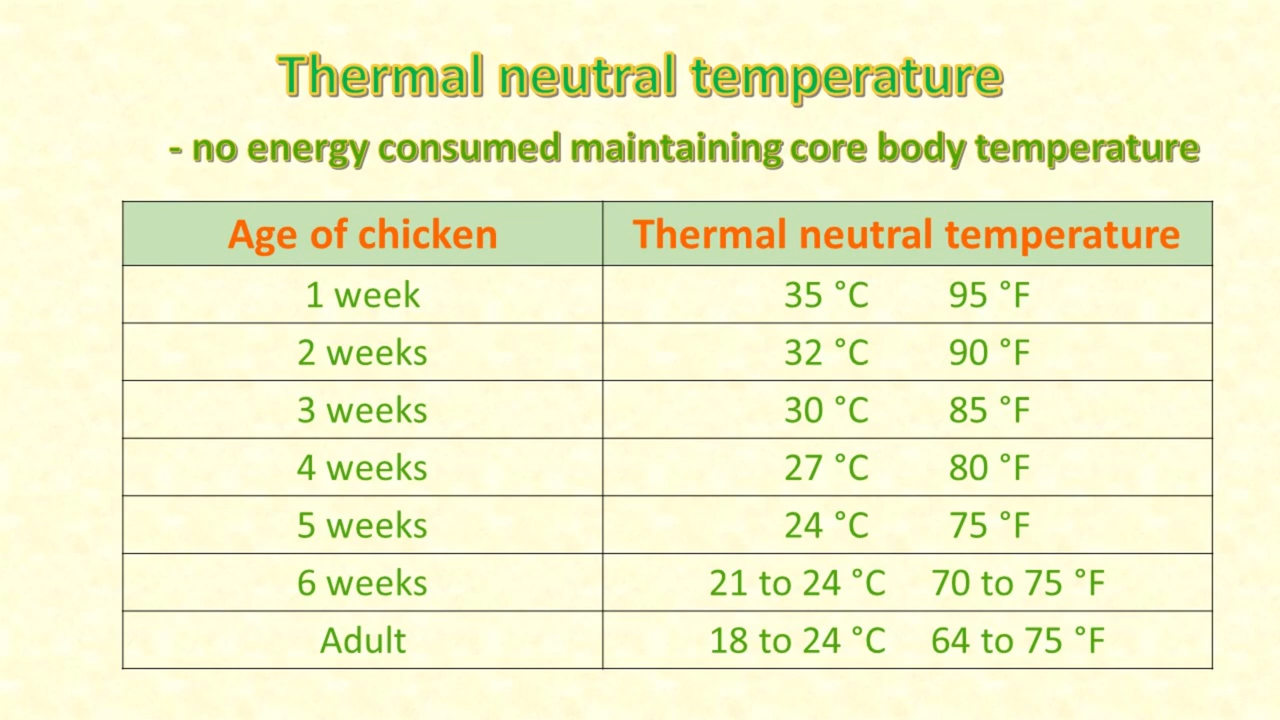 Thermal neutral temperature
- no energy consumed maintaining core body temperature
Age of chicken Thermal neutral temperature
1 week 35 °C 95 °F
2 weeks 32 °C 90 °F
3 weeks 30 °C 85 °F
4 weeks 27 °C 80 °F
5 weeks 24 °C 75 °F
6 weeks 21 to 24 °C 70 to 75 °F
Adult 18 to 24 °C 64 to 75 °F